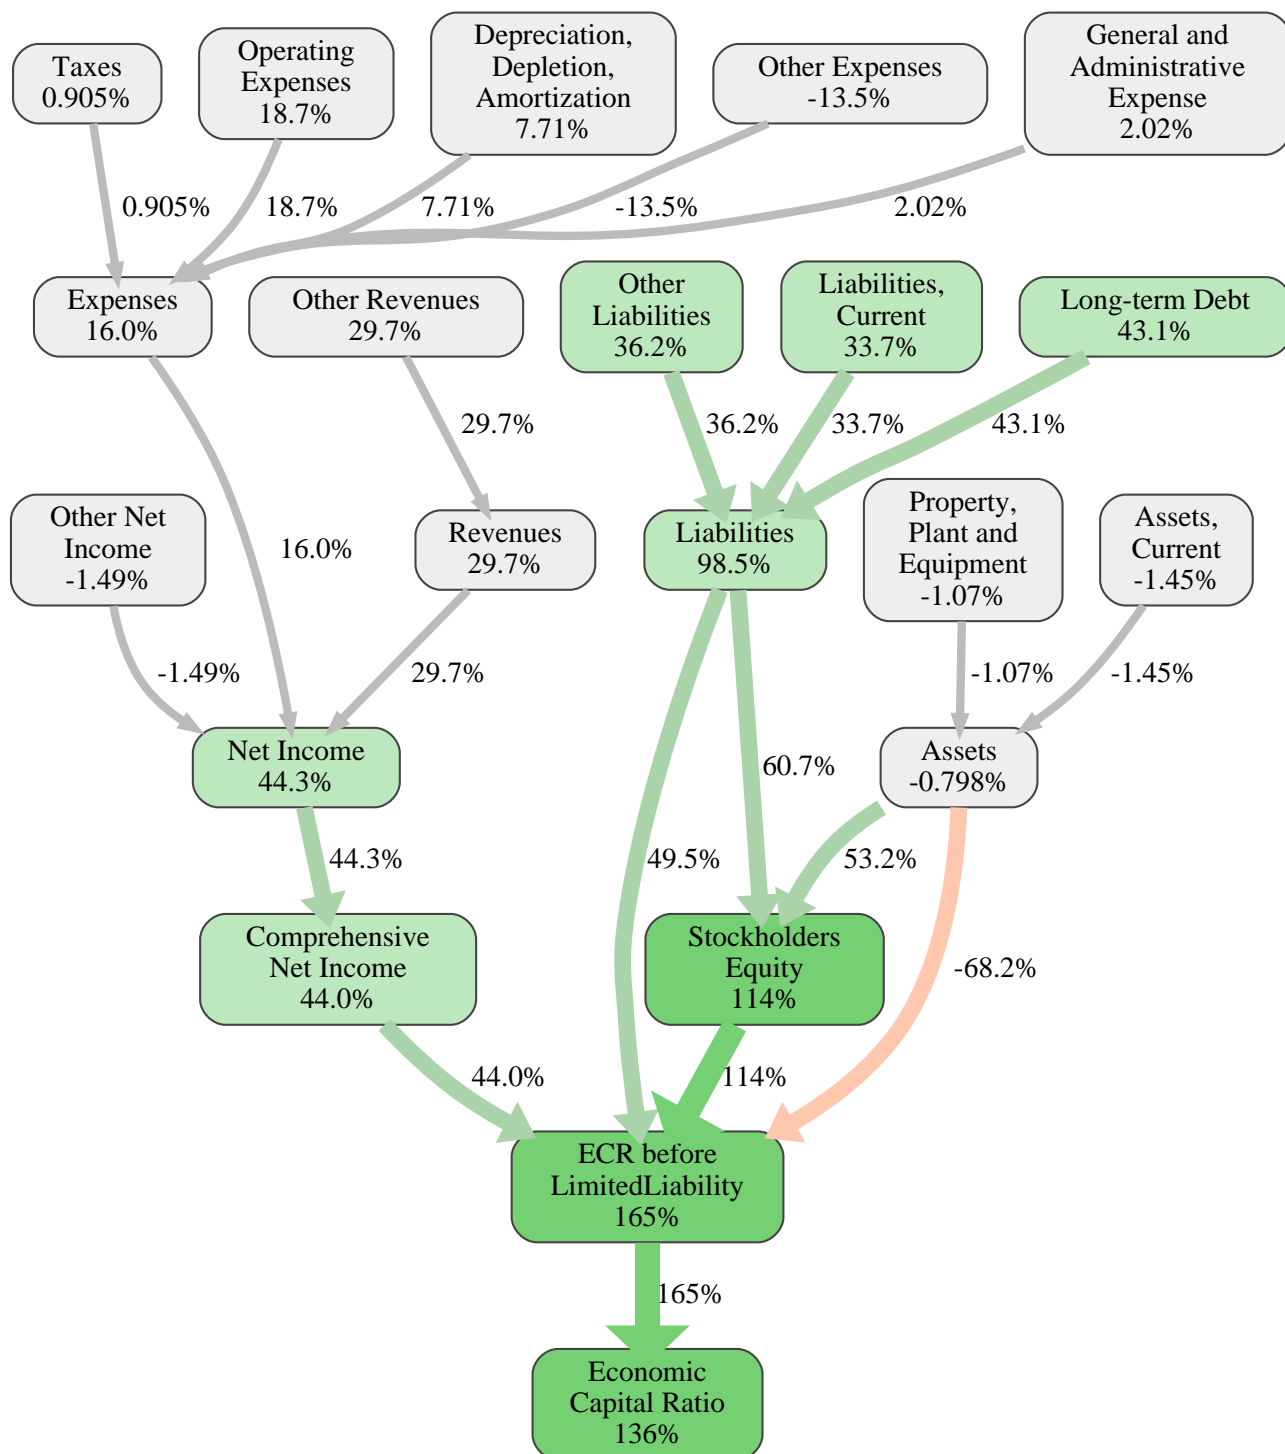 Taxes
0.905%
Operating
Expenses
18.7%
Depreciation,
Depletion,
Amortization
7.71%
Other Expenses
-13.5%
General and
Administrative
Expense
2.02%
0.905%
18.7%
7.71%
-13.5%
2.02%
Expenses
16.0%
Other Revenues
29.7%
Other
Liabilities
36.2%
Liabilities,
Current
33.7%
Long-term Debt
43.1%
29.7%
36.2%
33.7%
43.1%
Other Net
Income
-1.49%
16.0%
Revenues
29.7%
Liabilities
98.5%
Property,
Plant and
Equipment
-1.07%
Assets,
Current
-1.45%
-1.49%
29.7%
-1.07%
-1.45%
Net Income
44.3%
60.7%
Assets
-0.798%
44.3%
49.5%
53.2%
Comprehensive
Net Income
44.0%
Stockholders
Equity
114%
-68.2%
44.0%
114%
ECR before
LimitedLiability
165%
165%
Economic
Capital Ratio
136%